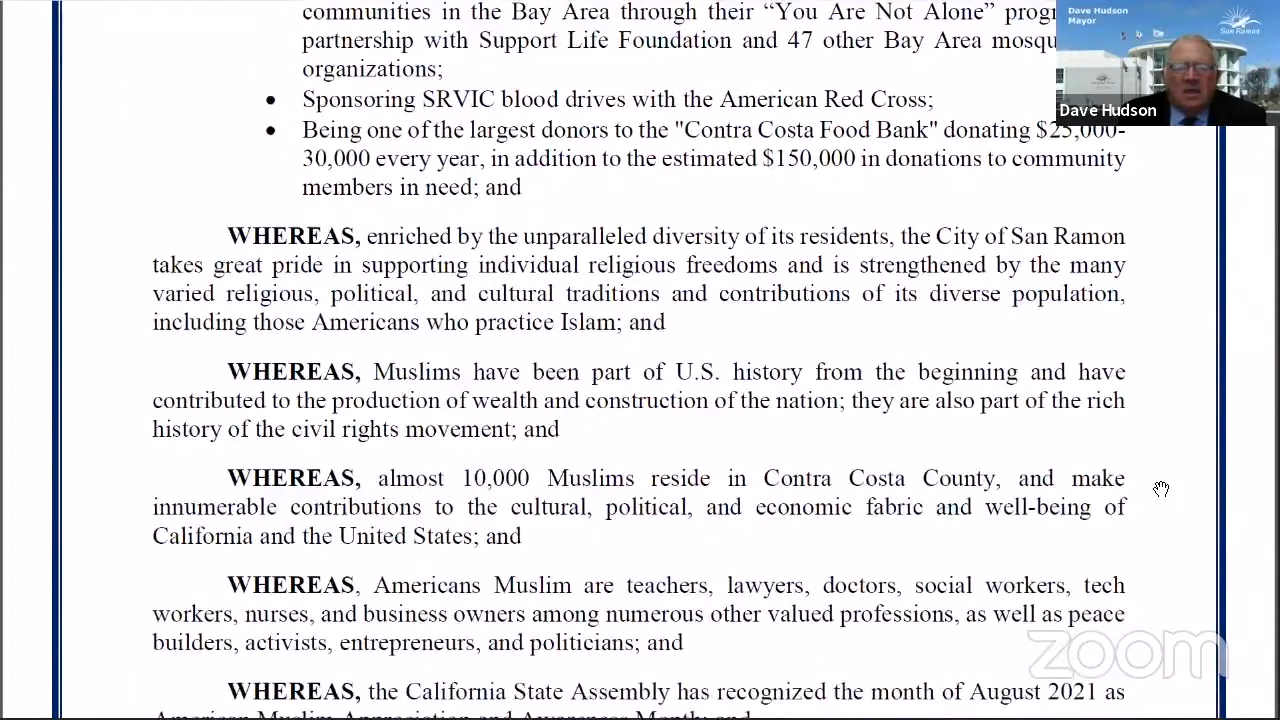 communities in the Bay Area through their “You Are Not Alone”
partnership with Support Life Foundation and 47 other Bay Area
organizations;
• Sponsoring SRVIC blood drives with the American Red Cross;
• Being one of the largest donors to the "Contra Costa Food Bank" donating $25,000-
30,000 every year, in addition to the estimated $150,000 in donations to community
members in need; and
WHEREAS, enriched by the unparalleled diversity of its residents, the City of San Ramon
takes great pride in supporting individual religious freedoms and is strengthened by the many
varied religious, political, and cultural traditions and contributions of its diverse population,
including those Americans who practice Islam; and
WHEREAS, Muslims have been part of U.S. history from the beginning and have
contributed to the production of wealth and construction of the nation; they are also part of the rich
history of the civil rights movement; and
WHEREAS, almost 10,000 Muslims reside in Contra Costa County, and make
innumerable contributions to the cultural, political, and economic fabric and well-being of
California and the United States; and
WHEREAS, Americans Muslim are teachers, lawyers, doctors, social workers, tech
workers, nurses, and business owners among numerous other valued professions, as well as peace
builders, activists, entrepreneurs, and politicians; and
WHEREAS, the California State Assembly has recognized the month of August 2021 as
American Muslim Appreciation and Awareness Month; and
Dave Hudson
Mayor
San Ramon
Dave Hudson
zoom